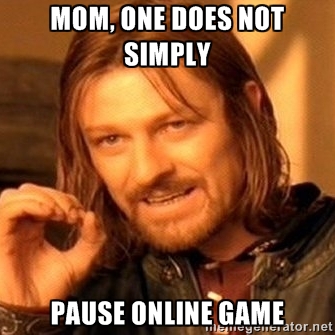 MOM, ONE DOES NOT
SIMPLY
PAUSE ONLINE GAME
memegenerator.net